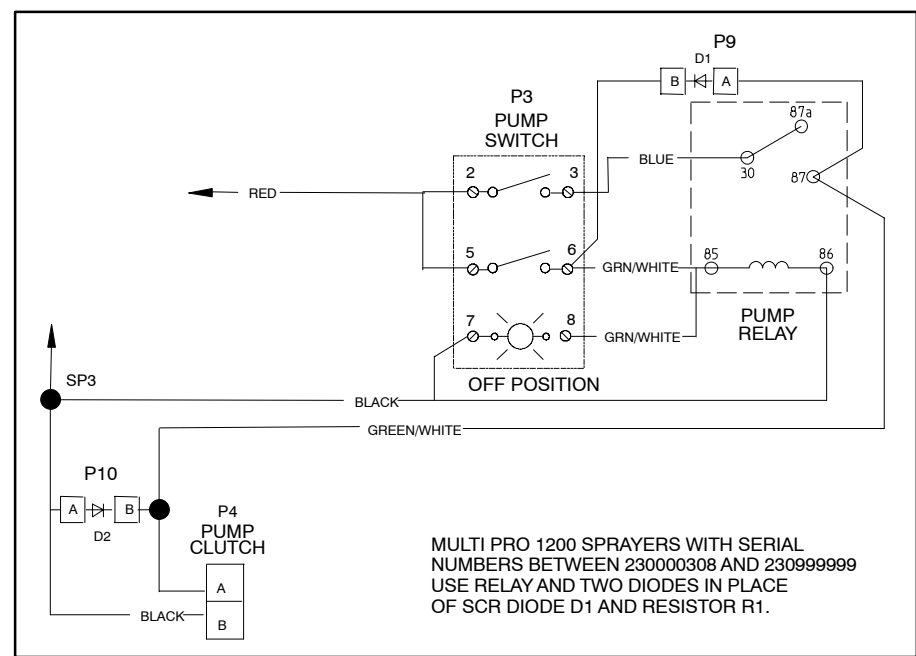 P9
D1
B
A
P3
PUMP
SWITCH
87a
2
3
BLUE
30
87
RED
5
6
GRN/WHITE
85
86
7
8
GRN/WHITE
PUMP
RELAY
OFF POSITION
SP3
BLACK
GREEN/WHITE
P10
A
B
D2
P4
PUMP
CLUTCH
A
BLACK
B
MULTI PRO 1200 SPRAYERS WITH SERIAL
NUMBERS BETWEEN 230000308 AND 230999999
USE RELAY AND TWO DIODES IN PLACE
OF SCR DIODE D1 AND RESISTOR R1.